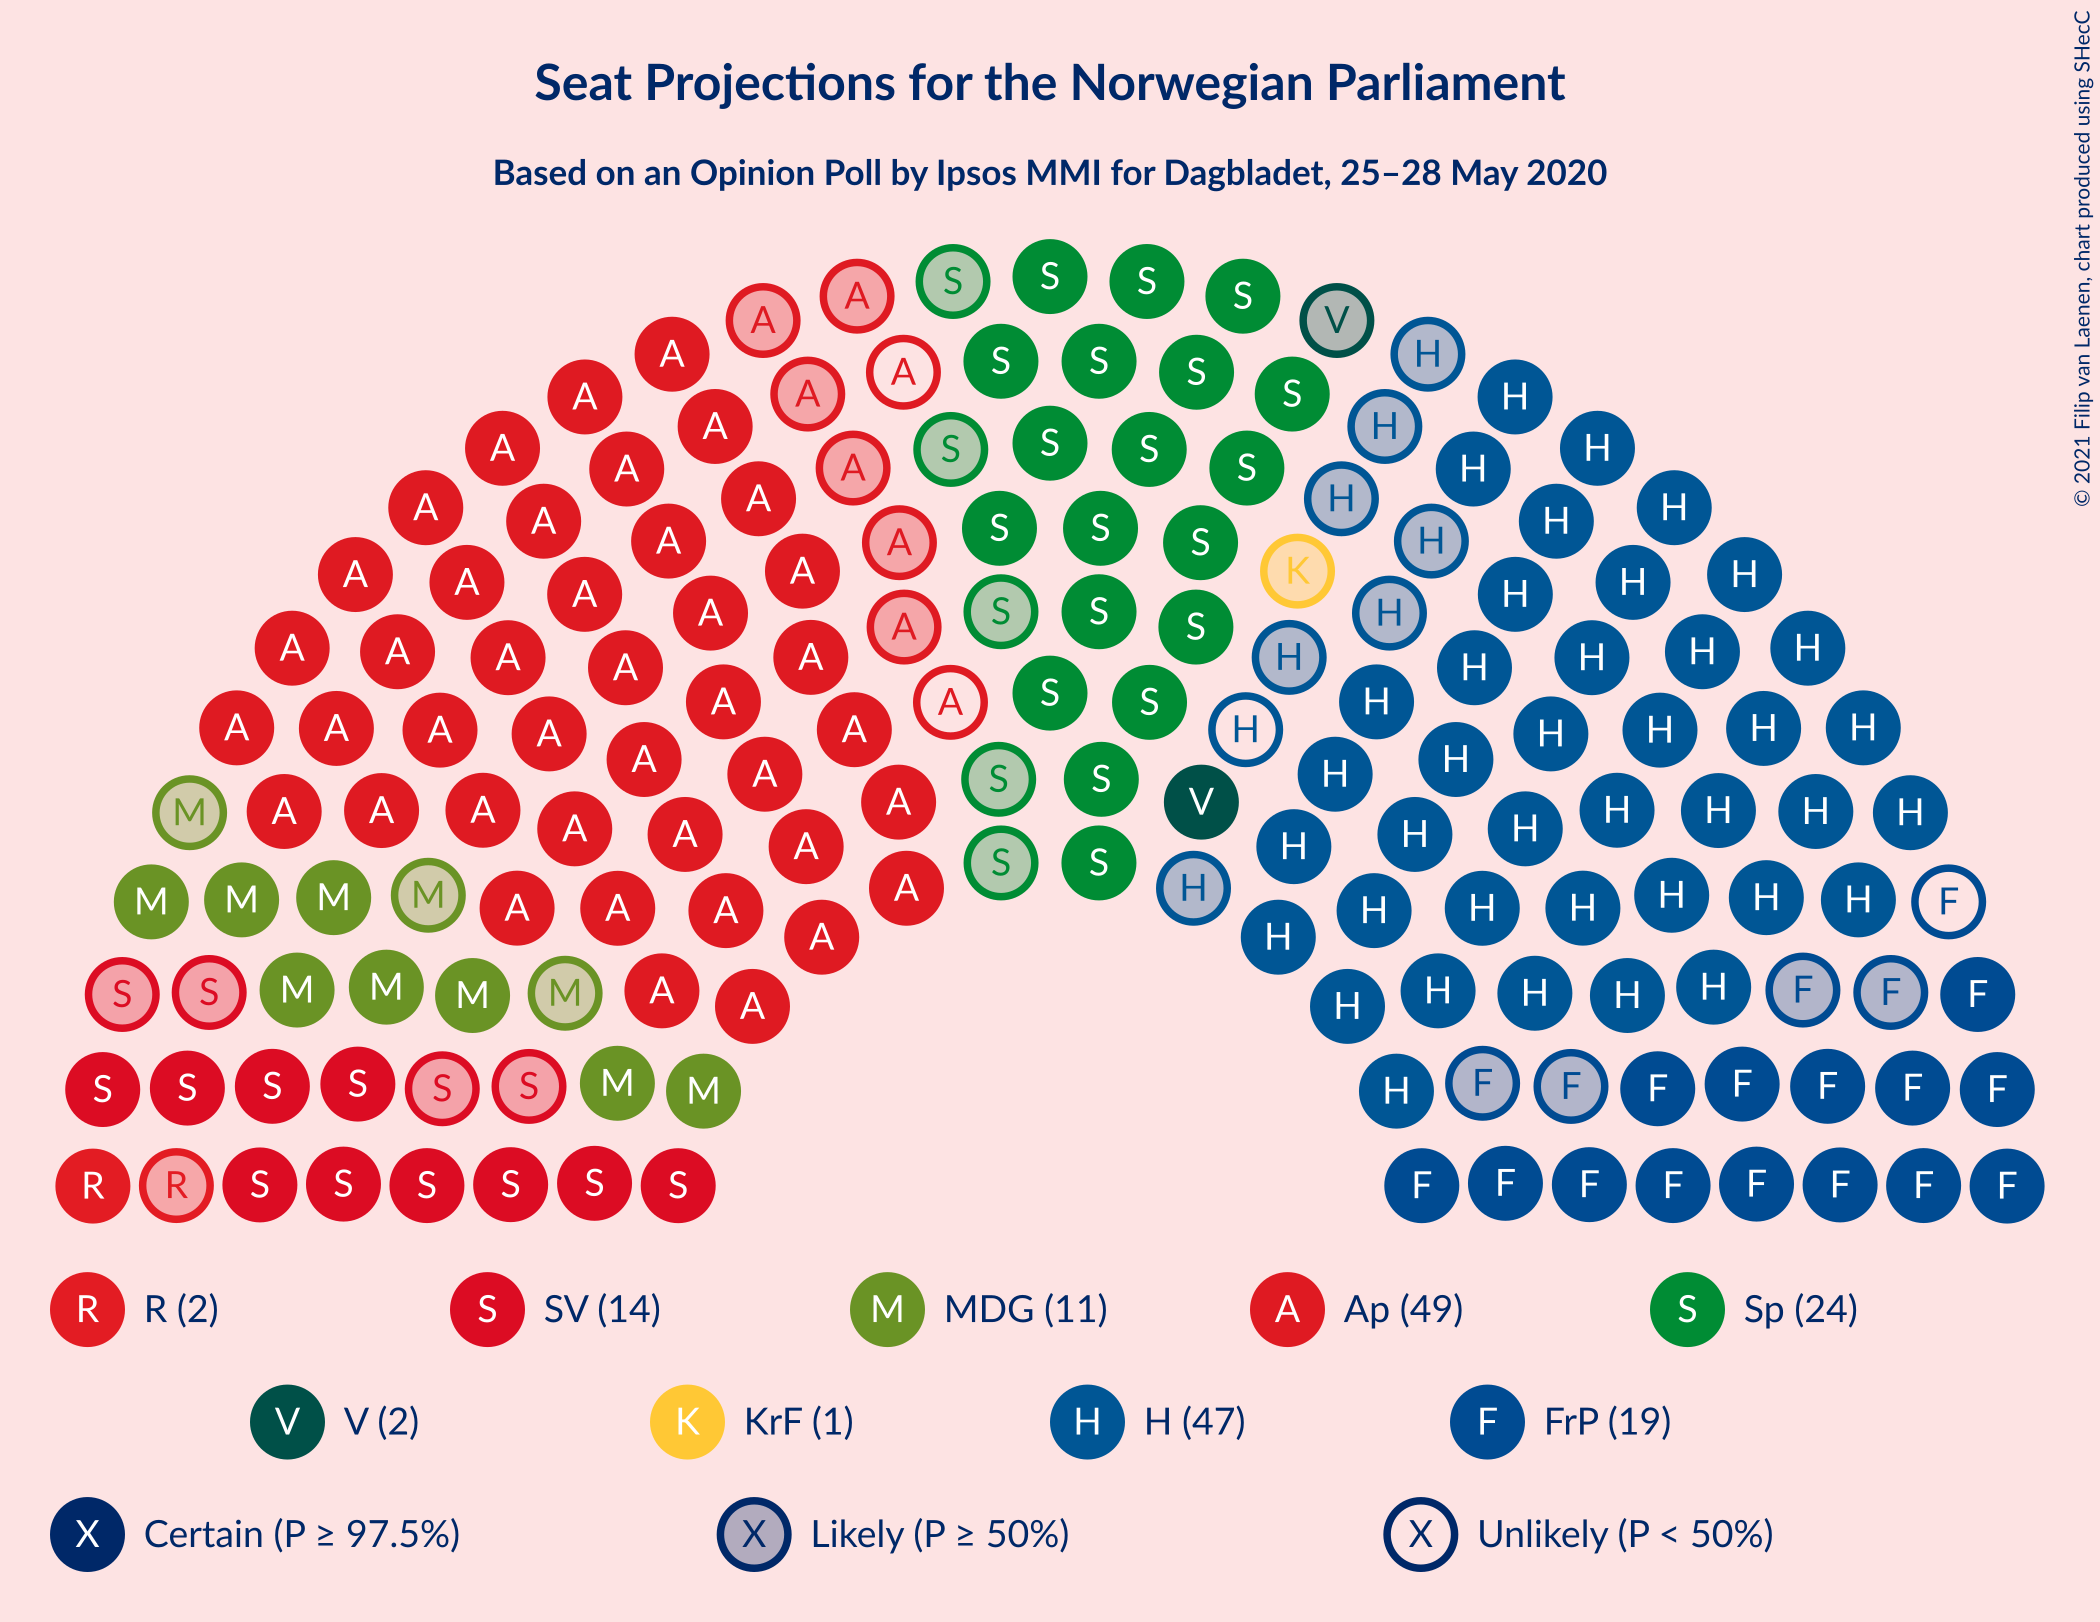 Seat Projections for the Norwegian Parliament
Based on an Opinion Poll by Ipsos MMI for Dagbladet, 25–28 May 2020
© 2021 Filip van Laenen, chart produced using SHecC
S S S S
A A V
A H
A A S S S S H
A A S H
A A S S S S H
A A A H H
A A A S S S H H
A A A K H
A A A S S S H H
A A A A H H H
A A A A S S H H H H
A A A A A H H H H H
M A A A A A S S V H H H H H H
M M M M A A A A A S S H H H H H H H H F
S S M M M M A A A H H H H H H F F F
S S S S S S M M H F F F F F F F
R R S S S S S S F F F F F F F F
R R (2) S SV (14) M MDG (11) A Ap (49) S Sp (24)
V V (2) K KrF (1) H H (47) F FrP (19)
X Certain (P ≥ 97.5%) X Likely (P ≥ 50%) X Unlikely (P < 50%)